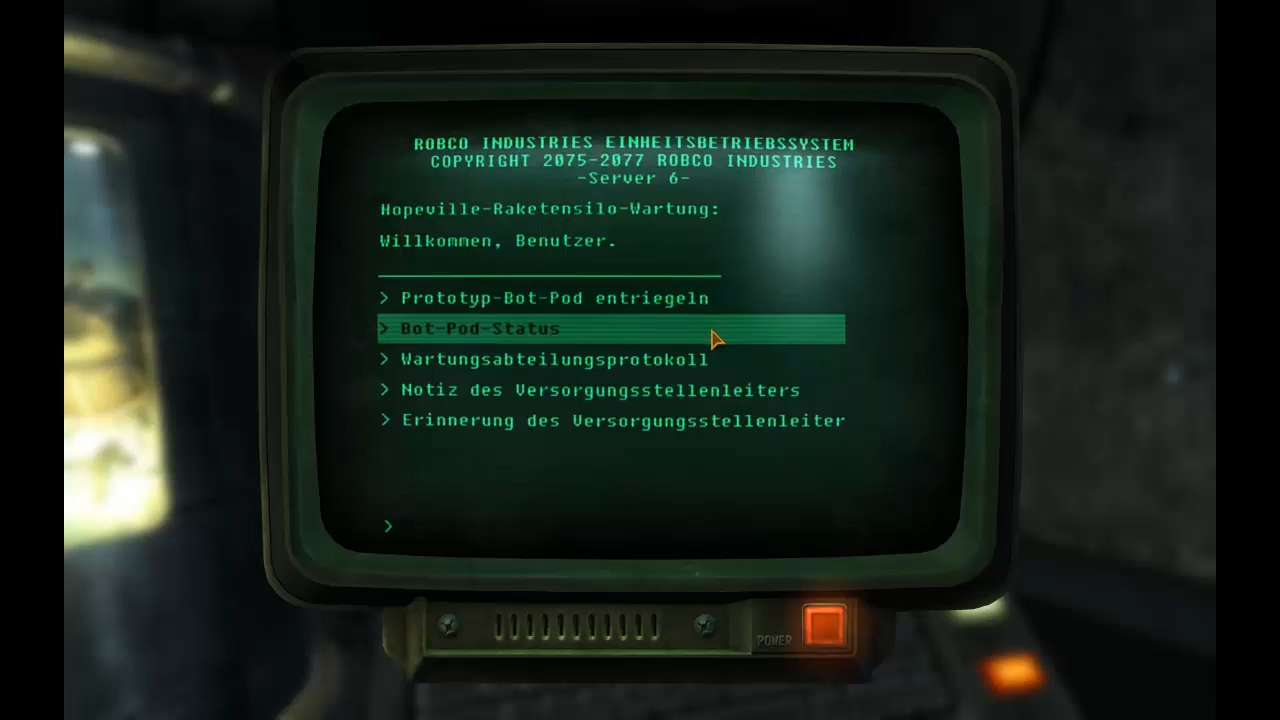 ROBCO INDUSTRIES EINHEITSBETRIEBSSYSTEM
COPYRIGHT 2075-2077 ROBCO INDUSTRIES
-Server 6-
Hopeville-Raketensilo-Wartung:
Willkommen, Benutzer.
> Prototyp-Bot-Pod entriegeln
> Bot-Pod-Status
> Wartungsabteilungsprotokoll
> Notiz des Versorgungsstellenleiters
> Erinnerung des Versorgungsstellenleiter
>
POWER